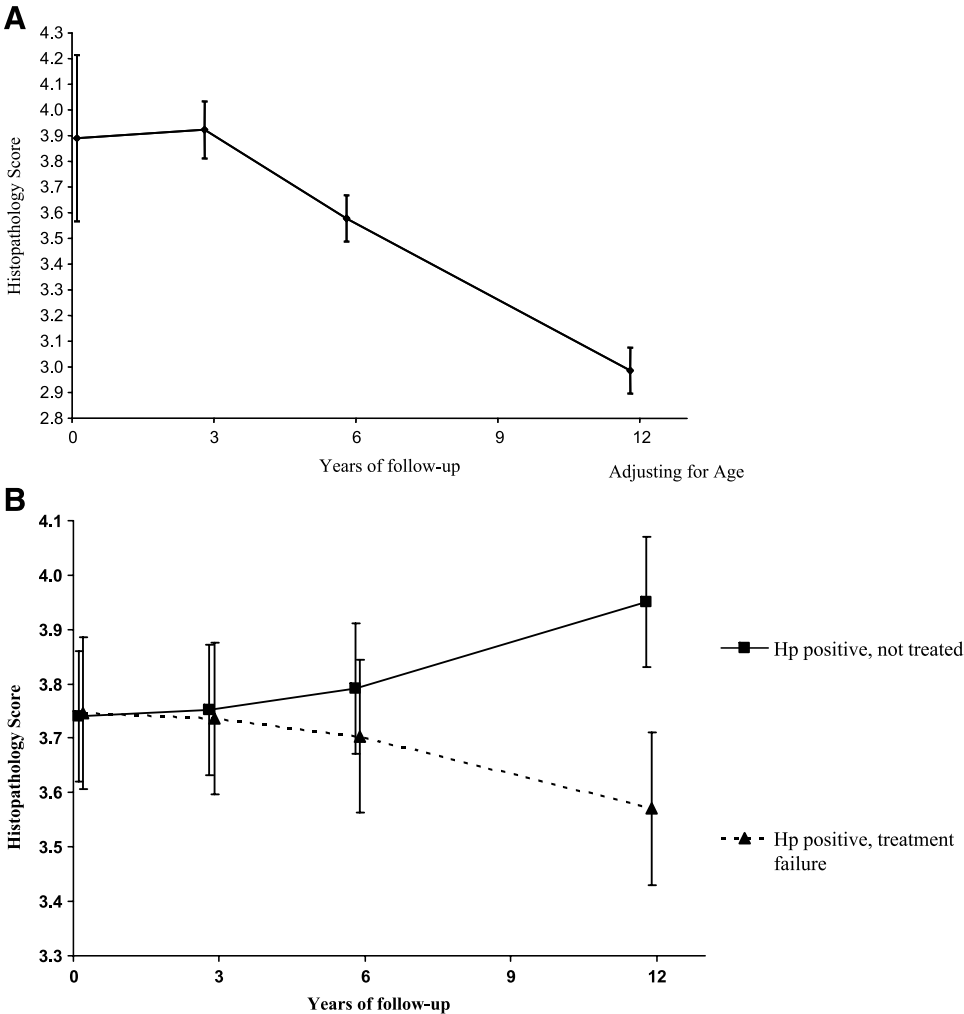 A
4.3
4.2
4.1
4.0
3.9
3.8
3.7
3.6
3.5
3.4
3.3
3.2
3.1
3.0
2.9
2.8
Histopathology Score
0 3 6 9 12
Years of follow-up
Adjusting for Age
B
4.1
4.0
3.9
3.8
3.7
3.6
3.5
3.4
3.3
Histopathology Score
0 3 6 9 12
Years of follow-up
Hp positive, not treated
Hp positive, treatment
failure